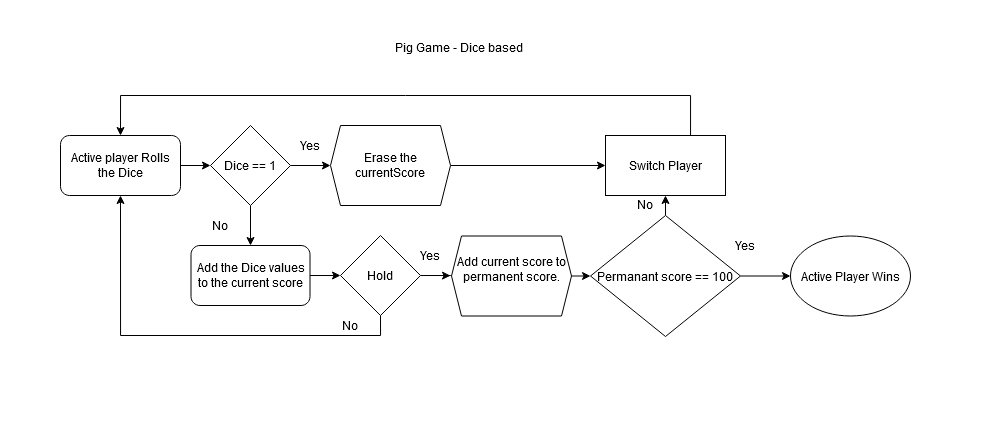 Pig Game - Dice based
Active player Rolls
the Dice
Dice == 1
Yes
Erase the
currentScore
Switch Player
No
No
Add the Dice values
to the current score
Hold
Yes
Add current score to
permanent score.
Permanant score == 100
Yes
Active Player Wins
No